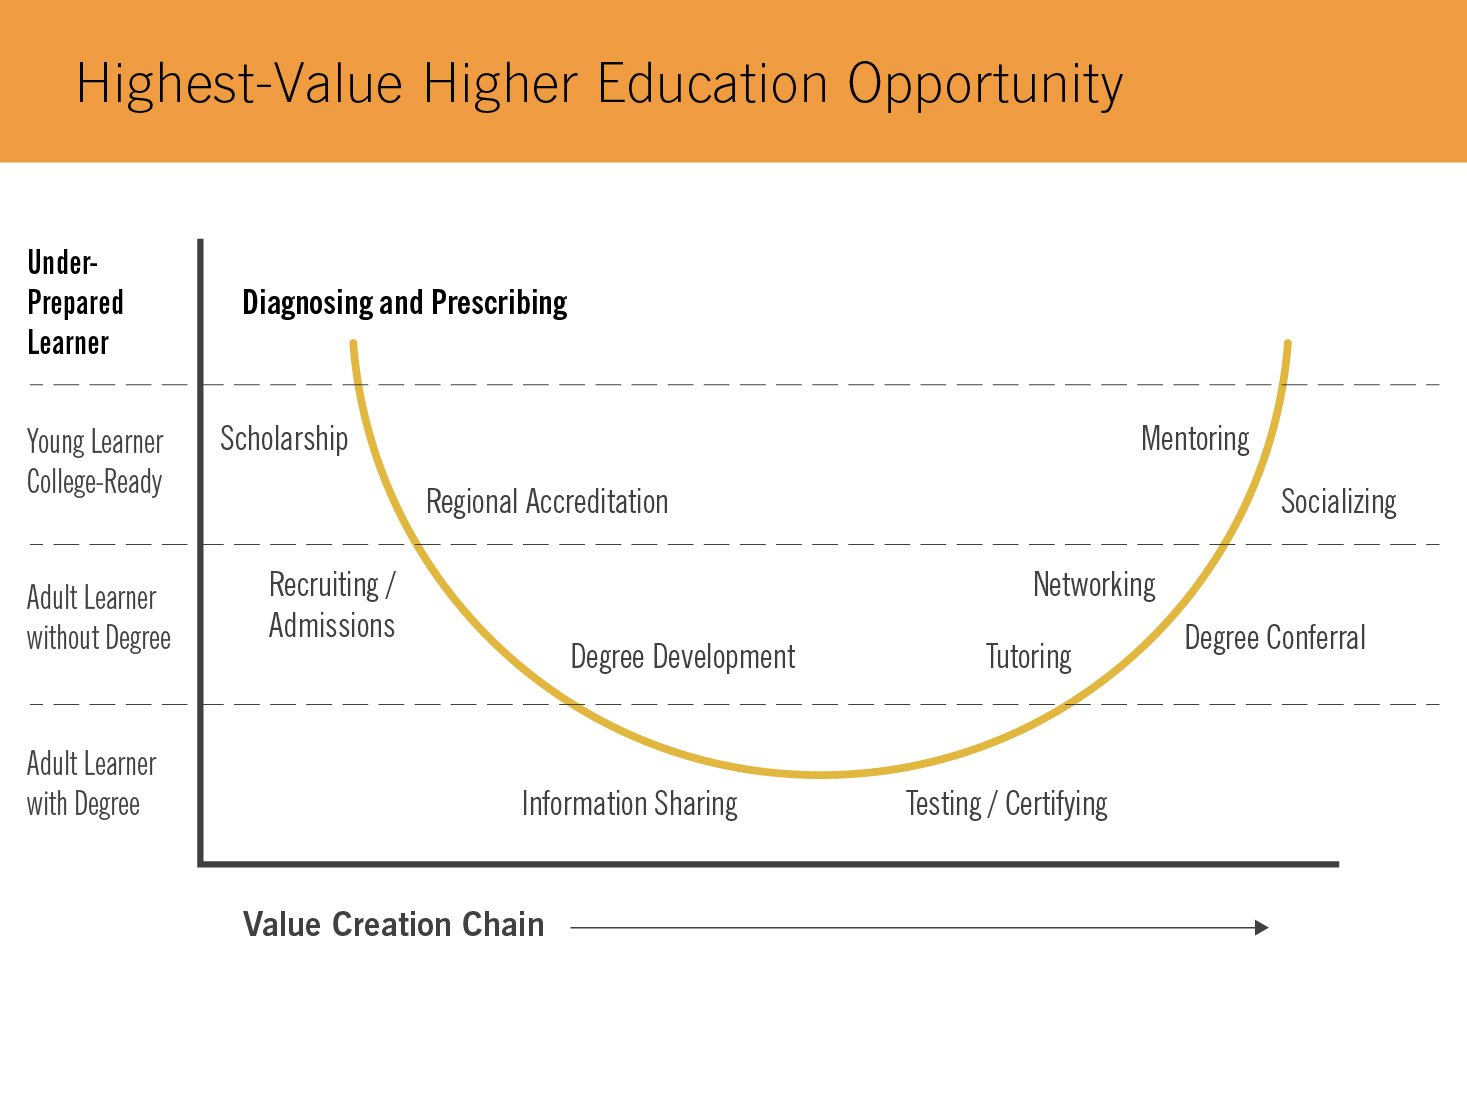 Highest-Value Higher Education Opportunity
Under-
Prepared
Learner
Diagnosing and Prescribing
Young Learner
College-Ready
Scholarship
Mentoring
Regional Accreditation
Socializing
Adult Learner
without Degree
Recruiting /
Admissions
Networking
Degree Development
Tutoring
Degree Conferral
Adult Learner
with Degree
Information Sharing
Testing / Certifying
Value Creation Chain